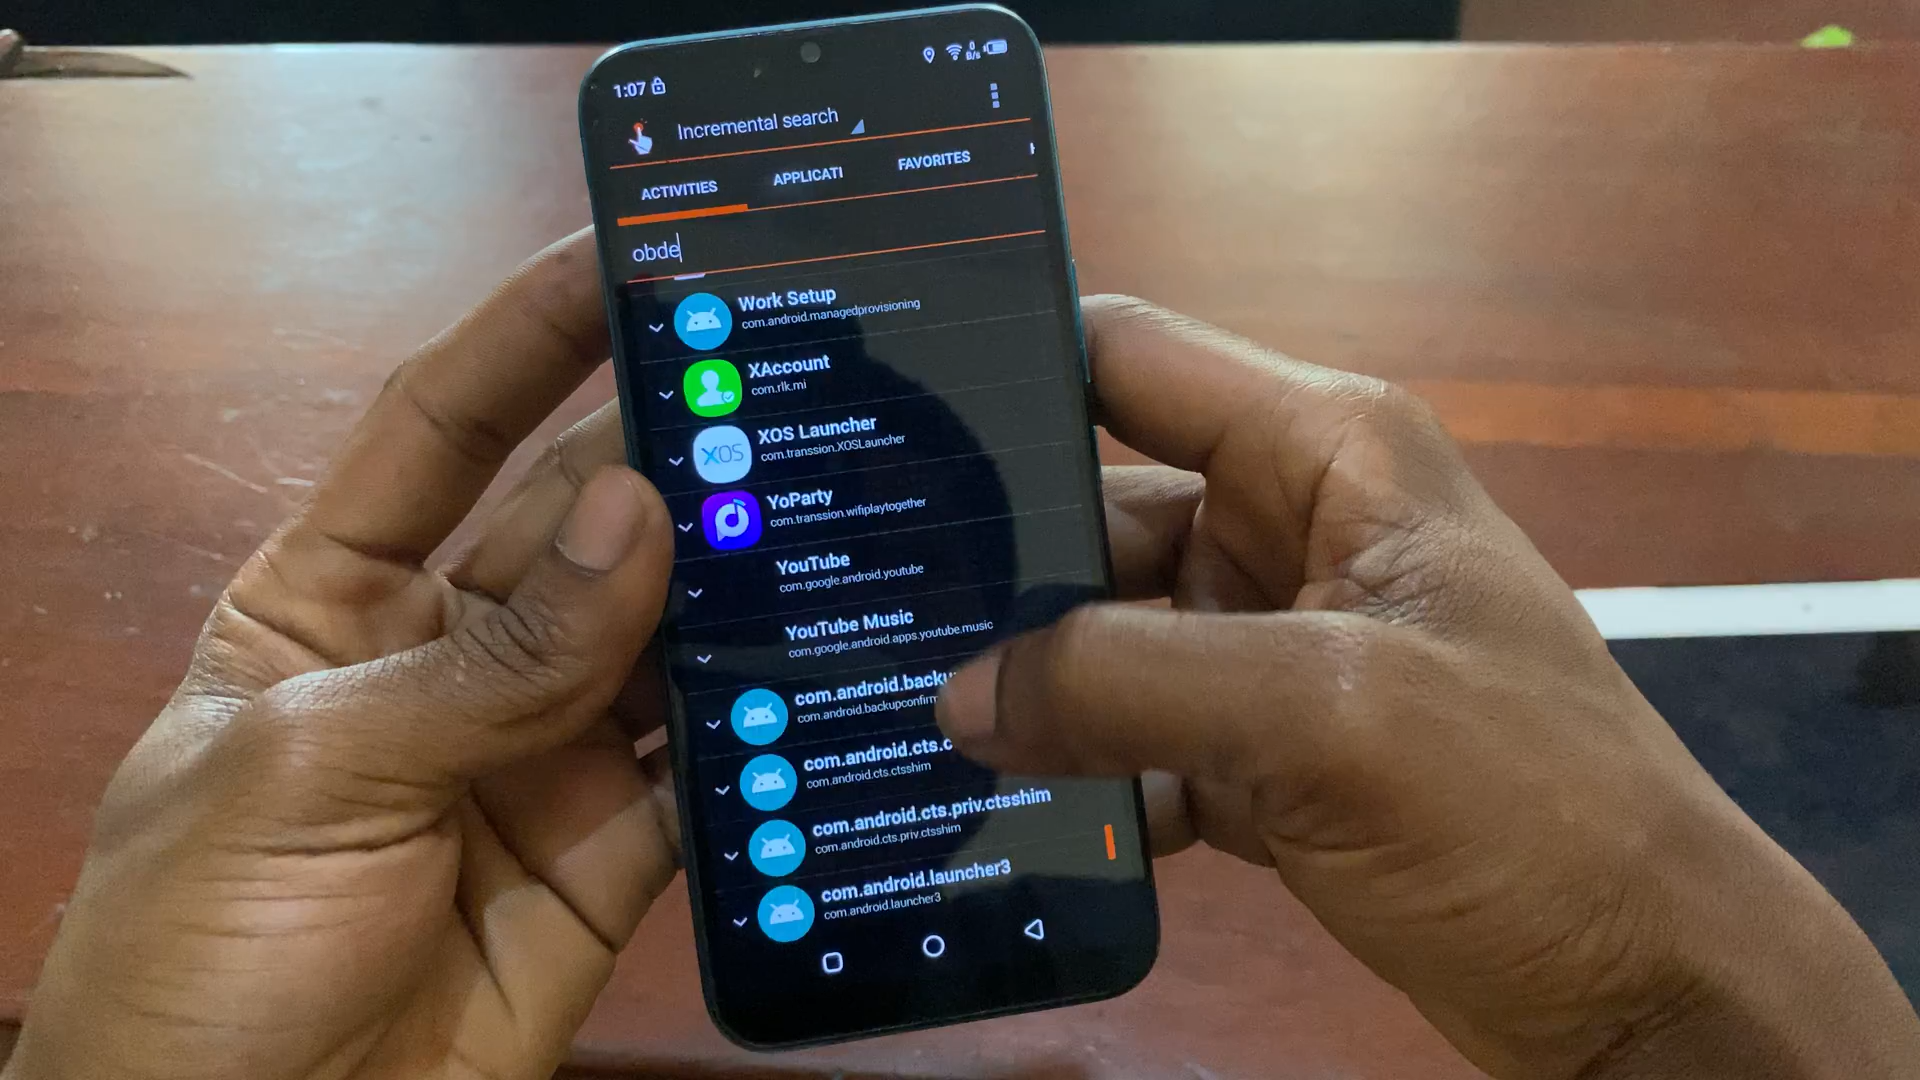 1:07
0
B/s
Incremental search
ACTIVITIES
APPLICATI
FAVORITES
obde
Work Setup
com.android.managedprovisioning
XAccount
com.rlk.mi
XOS
XOS Launcher
com.transsion.XOSLauncher
YoParty
com.transsion.wifiplaytogether
YouTube
com.google.android.youtube
YouTube Music
com.google.android.apps.youtube.music
com.android.backu
com.android.backupconfirm
com.android.cts.c
com.android.cts.ctsshim
com.android.cts.priv.ctsshim
com.android.cts.priv.ctsshim
com.android.launcher3
com.android.launcher3